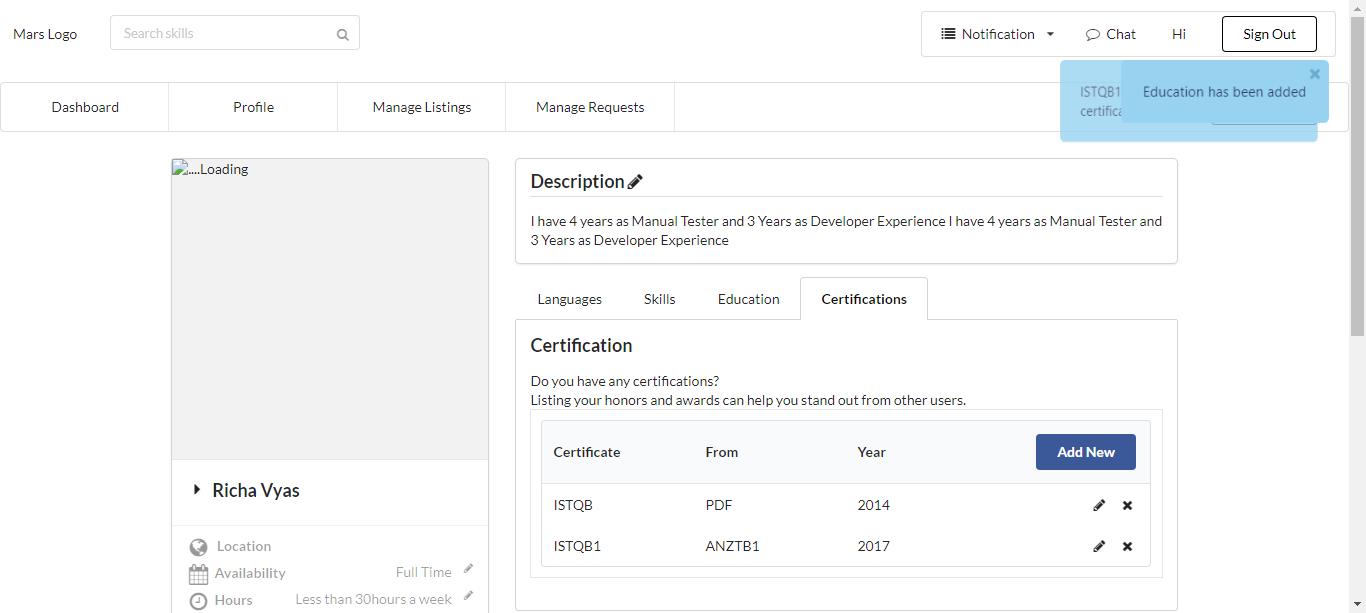 Mars Logo
Search skills
Notification
Chat
Hi
Sign Out
Dashboard
Profile
Manage Listings
Manage Requests
ISTQB1
Education has been added
....Loading
Description
I have 4 years as Manual Tester and 3 Years as Developer Experience I have 4 years as Manual Tester and
3 Years as Developer Experience
Languages
Skills
Education
Certifications
Certification
Do you have any certifications?
Listing your honors and awards can help you stand out from other users.
Certificate From Year Add New
ISTQB PDF 2014
ISTQB1 ANZTB1 2017
Richa Vyas
Location
Availability Full Time
Hours Less than 30hours a week